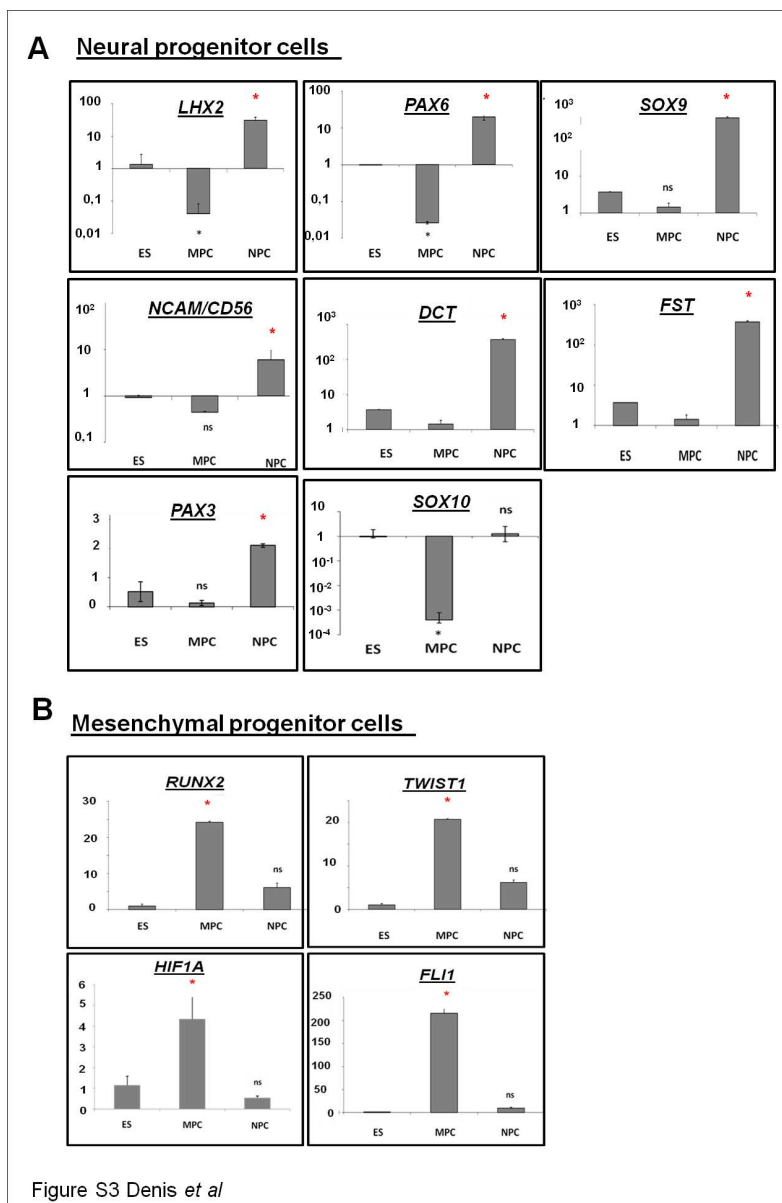 A Neural progenitor cells
LHX2
100
10
1
0,1
0,01
*
*
ES MPC NPC
PAX6
100
10
1
0,1
0,01
*
*
ES MPC NPC
SOX9
10³
10²
10
1
ns
*
ES MPC NPC
NCAM/CD56
10²
10
1
0,1
ns
*
ES MPC NPC
DCT
10³
10²
10
1
*
ES MPC NPC
FST
10³
10²
10
1
*
ES MPC NPC
PAX3
3
2
1
0
ns
*
ES MPC NPC
SOX10
10
1
10⁻¹
10⁻²
10⁻³
10⁻⁴
ns
*
ES MPC NPC
B Mesenchymal progenitor cells
RUNX2
30
20
10
0
*
ns
ES MPC NPC
TWIST1
20
10
0
*
ns
ES MPC NPC
HIF1A
6
5
4
3
2
1
0
*
ns
ES MPC NPC
FLI1
250
200
150
100
50
0
*
ns
ES MPC NPC
Figure S3 Denis et al